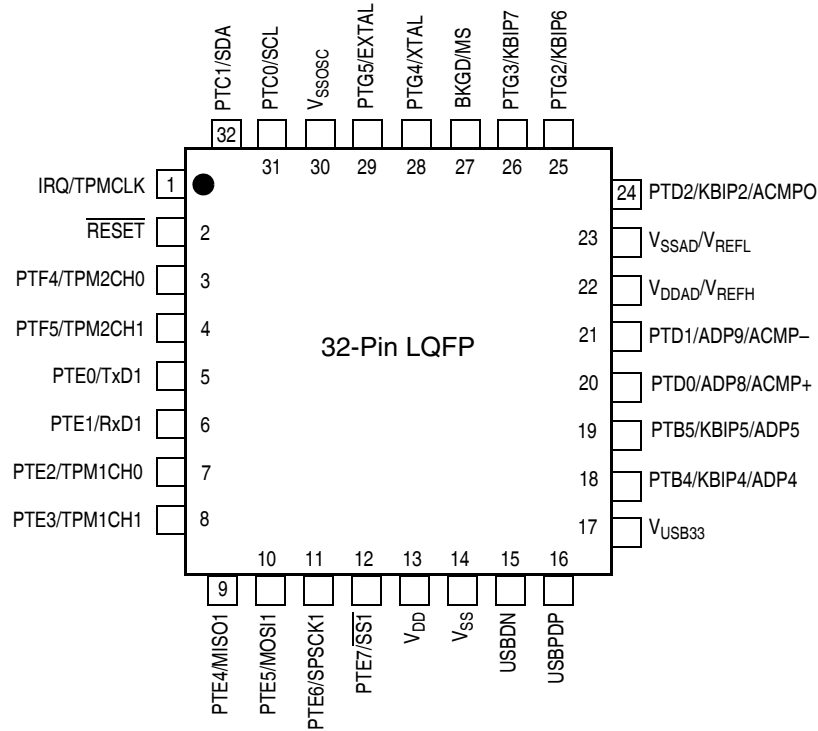 PTC1/SDA
PTC0/SCL
VSSOSC
PTG5/EXTAL
PTG4/XTAL
BKGD/MS
PTG3/KBIP7
PTG2/KBIP6
32
31
30
29
28
27
26
25
IRQ/TPMCLK 1
RESET 2
PTF4/TPM2CH0 3
PTF5/TPM2CH1 4
PTE0/TxD1 5
PTE1/RxD1 6
PTE2/TPM1CH0 7
PTE3/TPM1CH1 8
32-Pin LQFP
24 PTD2/KBIP2/ACMPO
23 VSSAD/VREFL
22 VDDAD/VREFH
21 PTD1/ADP9/ACMP–
20 PTD0/ADP8/ACMP+
19 PTB5/KBIP5/ADP5
18 PTB4/KBIP4/ADP4
17 VUSB33
9
10
11
12
13
14
15
16
PTE4/MISO1
PTE5/MOSI1
PTE6/SPSCK1
PTE7/SS1
VDD
VSS
USBDN
USBPDP